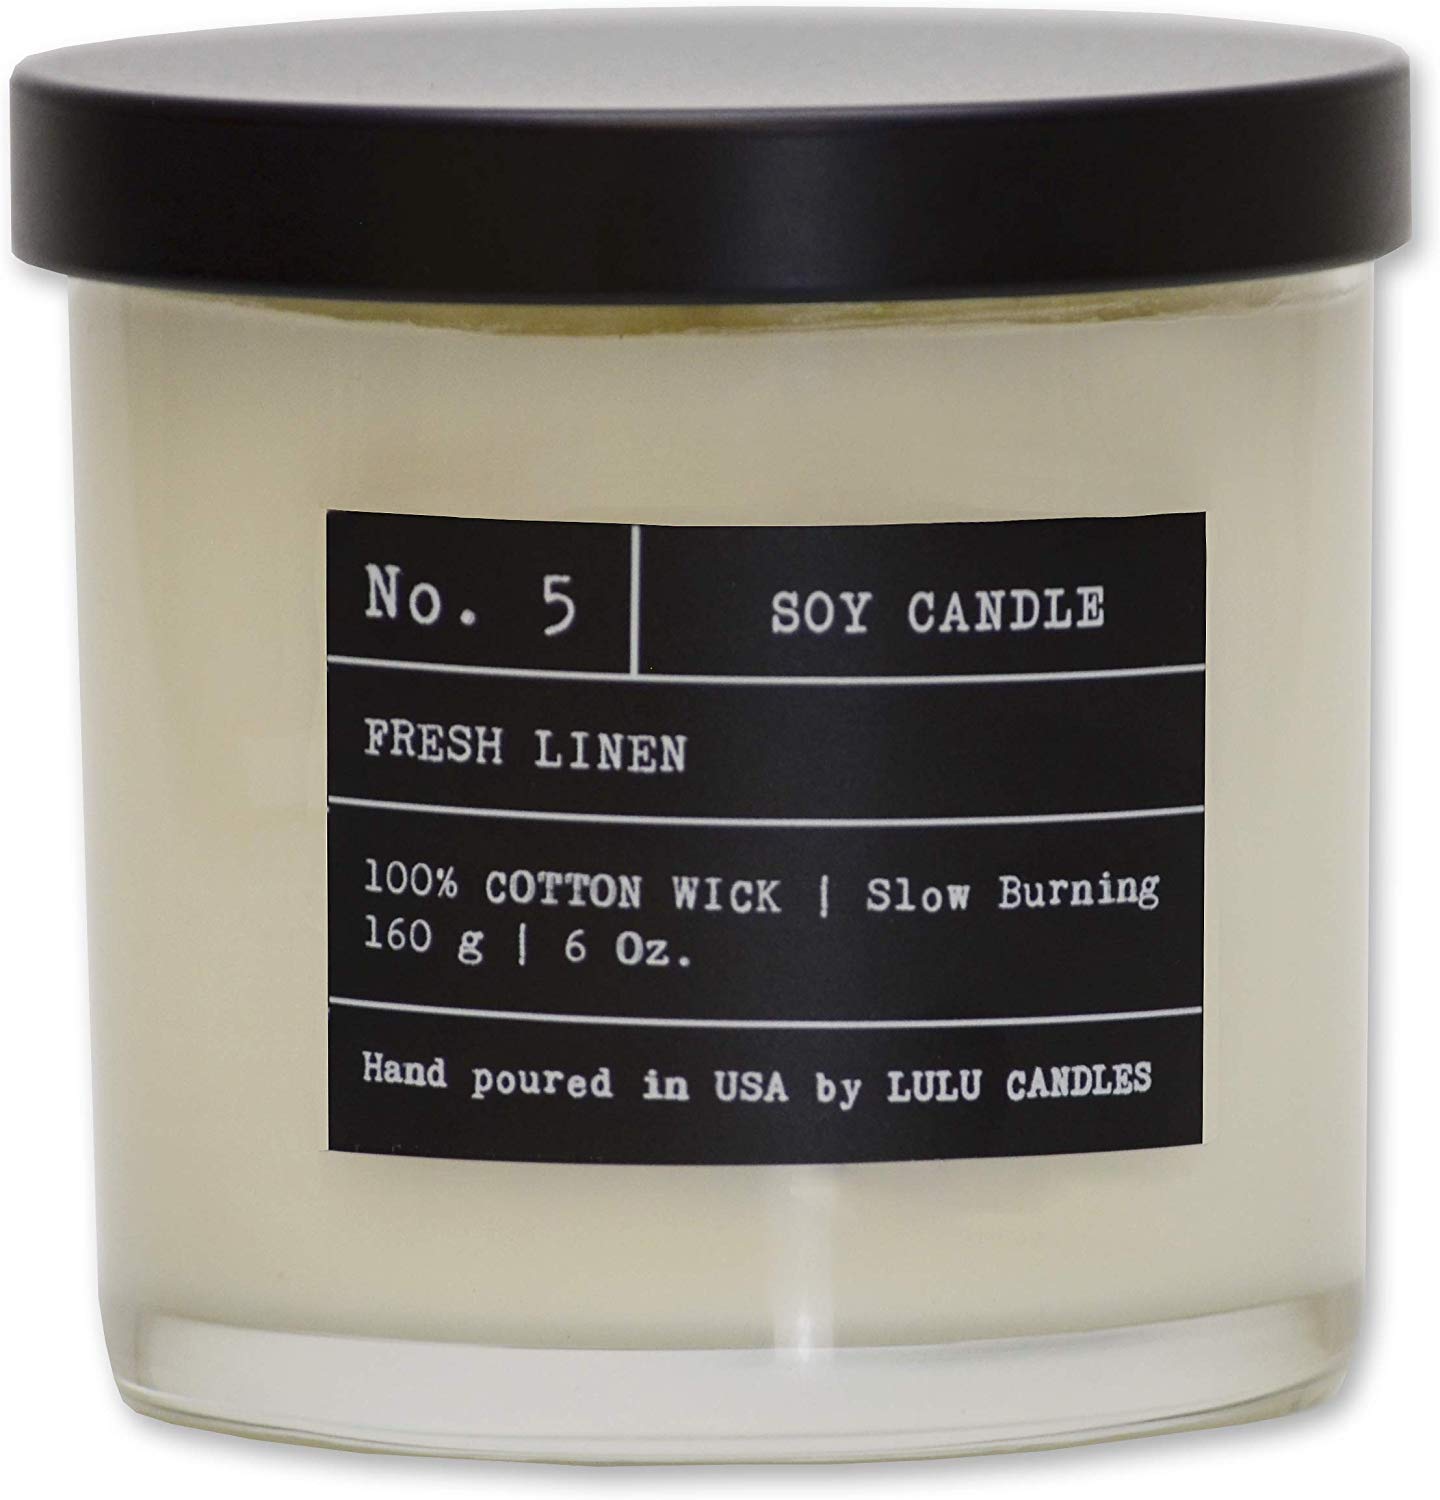 No. 5
SOY CANDLE
FRESH LINEN
100% COTTON WICK | Slow Burning
160 g | 6 Oz.
Hand poured in USA by LULU CANDLES